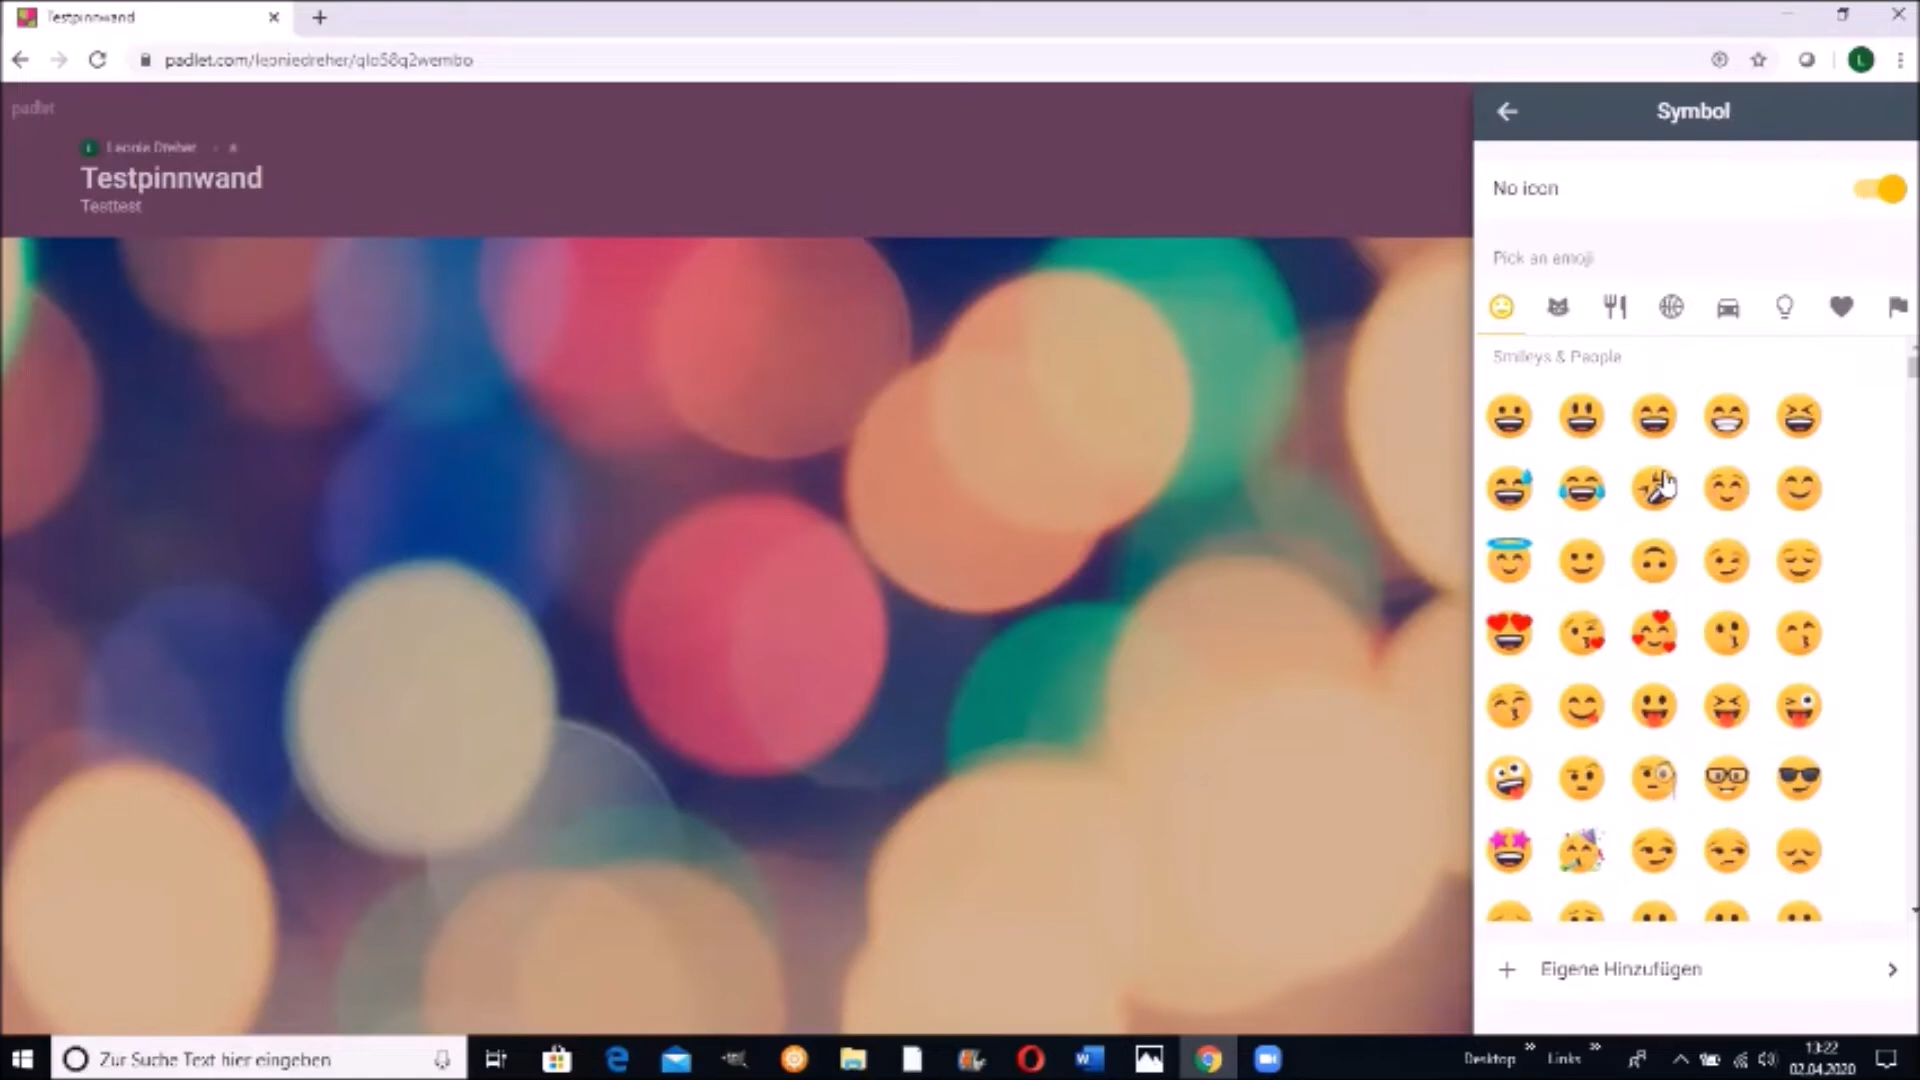 Testpinnwand
padlet.com/leoniedreher/qlo58q2wembo
L
padlet
Leonie Dreher
Testpinnwand
Testtest
Symbol
No icon
Pick an emoji
Smileys & People
Eigene Hinzufügen
Zur Suche Text hier eingeben
Desktop
Links
13:22
02.04.2020